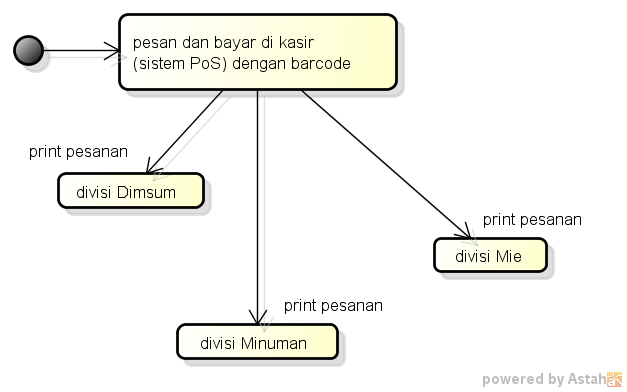 pesan dan bayar di kasir
(sistem PoS) dengan barcode
print pesanan
divisi Dimsum
print pesanan
divisi Mie
print pesanan
divisi Minuman
powered by Astah